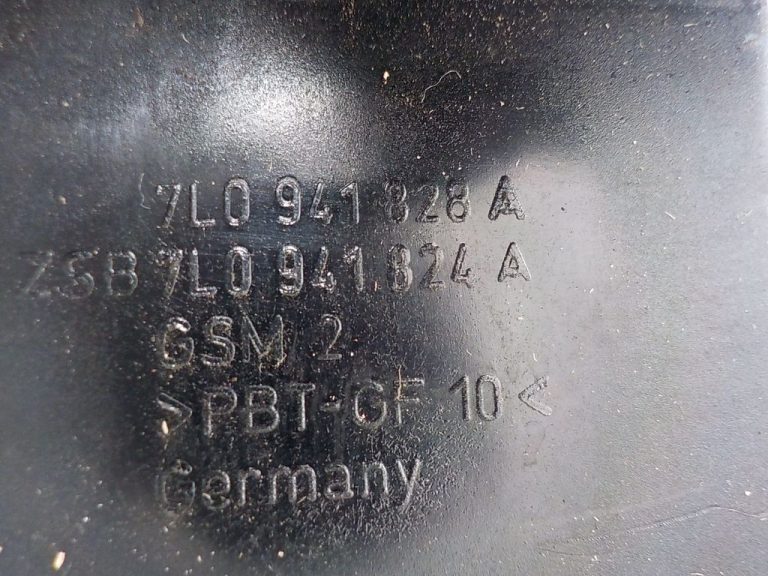 7L0 941 828 A
ZSB 7L0 941 824 A
GSM 2
>PBT-GF 10<
Germany